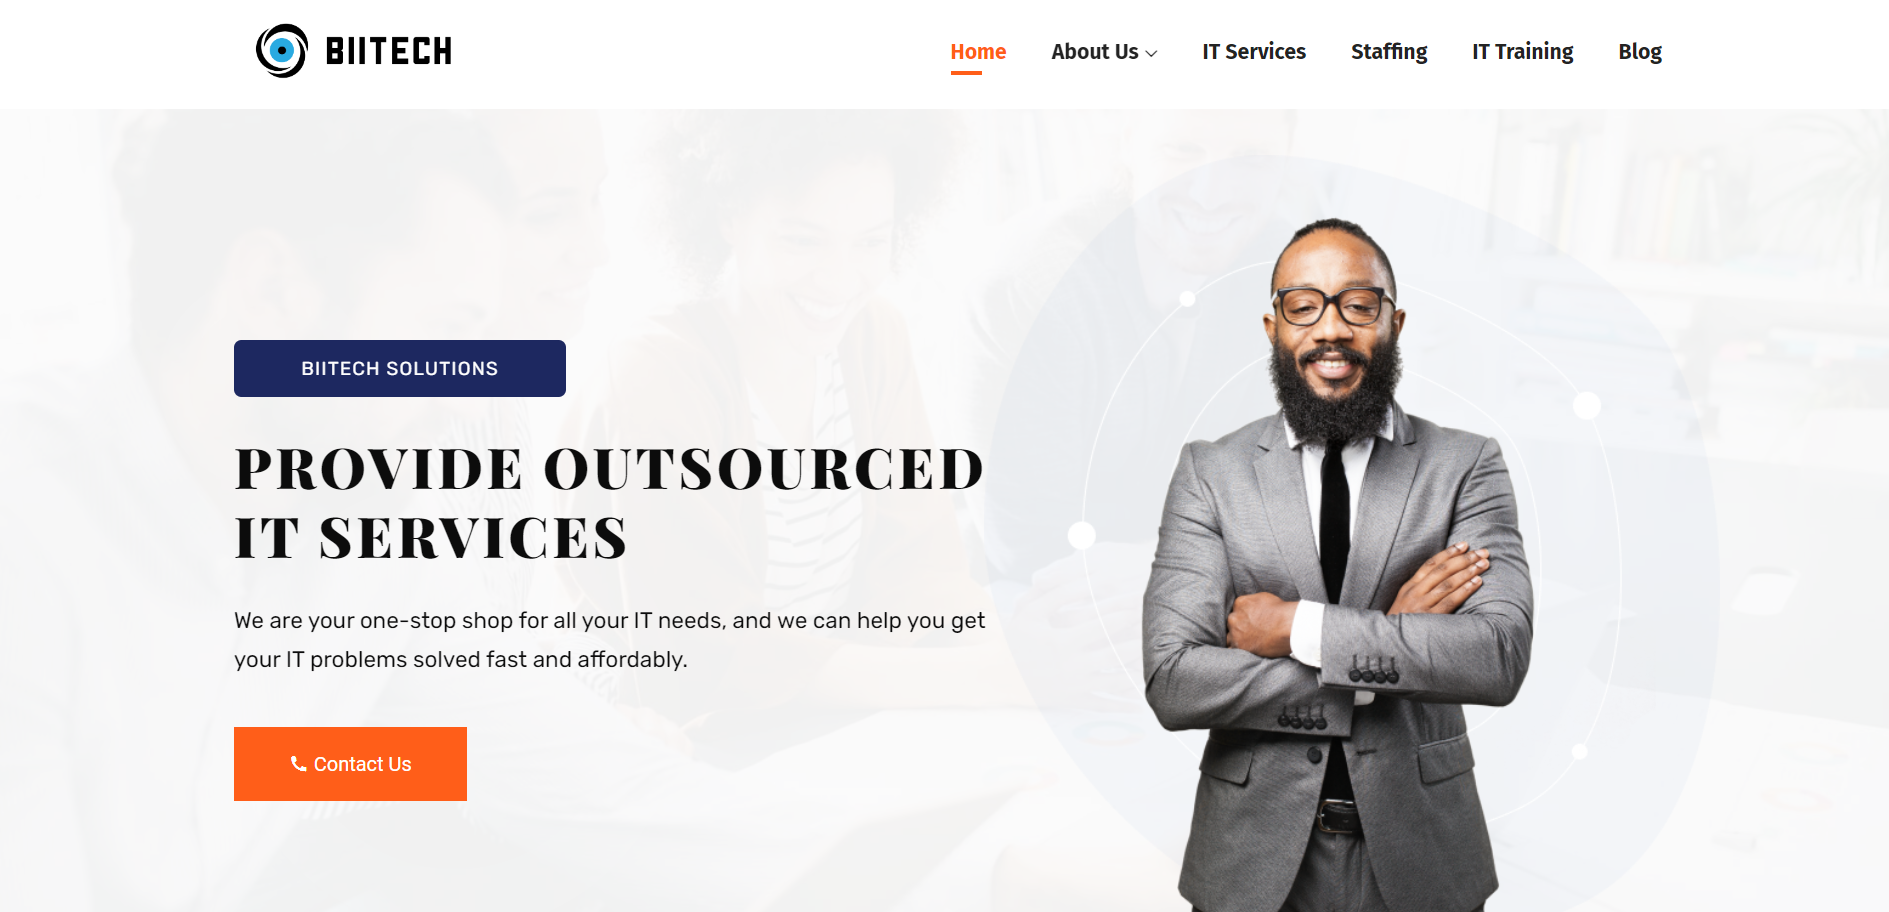 BIITECH
Home About Us IT Services Staffing IT Training Blog
BIITECH SOLUTIONS
PROVIDE OUTSOURCED
IT SERVICES
We are your one-stop shop for all your IT needs, and we can help you get
your IT problems solved fast and affordably.
Contact Us